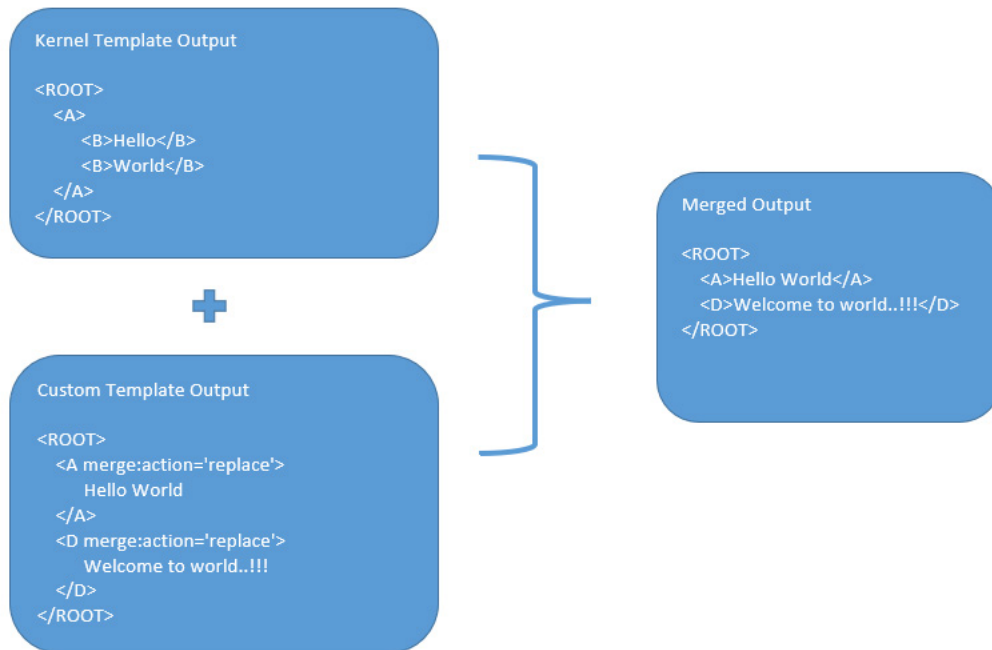 Kernel Template Output
<ROOT>
<A>
<B>Hello</B>
<B>World</B>
</A>
</ROOT>
Custom Template Output
<ROOT>
<A merge:action='replace'>
Hello World
</A>
<D merge:action='replace'>
Welcome to world..!!!
</D>
</ROOT>
Merged Output
<ROOT>
<A>Hello World</A>
<D>Welcome to world..!!!</D>
</ROOT>